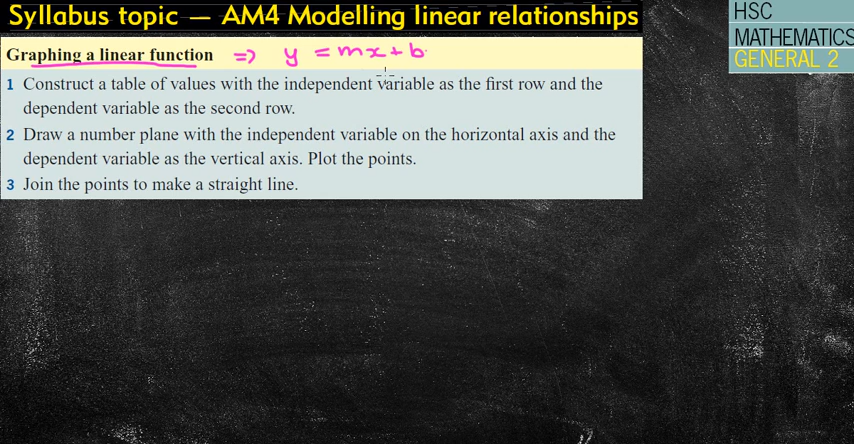 Syllabus topic — AM4 Modelling linear relationships
HSC
MATHEMATICS
GENERAL 2
Graphing a linear function ⇒ y = mx + b
1 Construct a table of values with the independent variable as the first row and the
dependent variable as the second row.
2 Draw a number plane with the independent variable on the horizontal axis and the
dependent variable as the vertical axis. Plot the points.
3 Join the points to make a straight line.